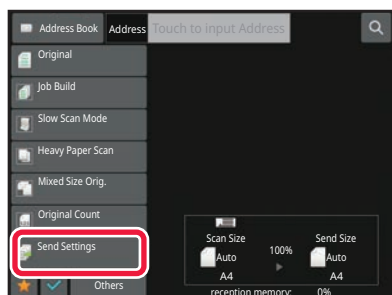 Address Book Address Touch to input Address
Original
Job Build
Slow Scan Mode
Heavy Paper Scan
Mixed Size Orig.
Original Count
Send Settings
Others
Scan Size 100% Send Size
Auto Auto
A4 A4
reception memory: 0%